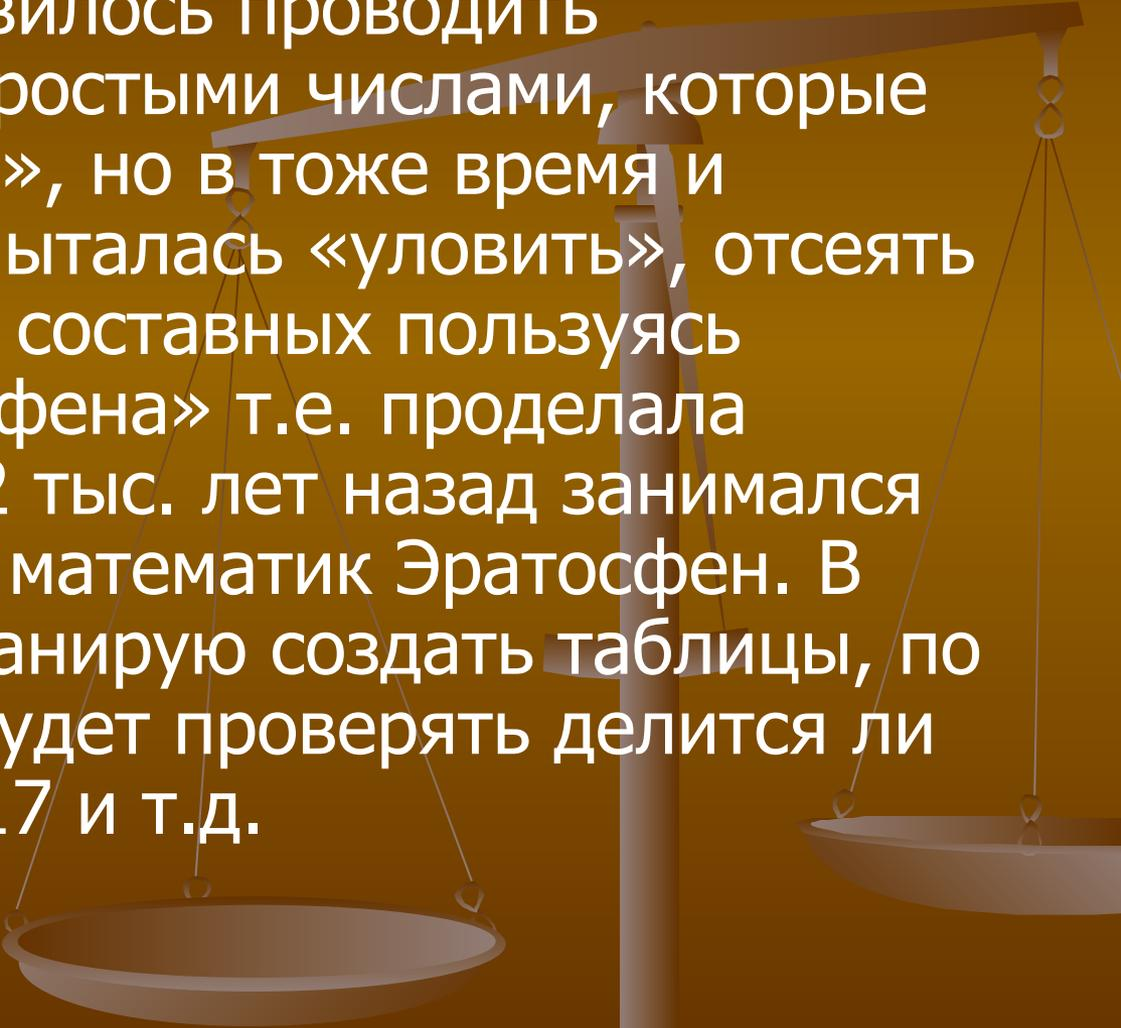 вилось проводить
ростыми числами, которые
», но в тоже время и
ыталась «уловить», отсеять
составных пользуясь
фена» т.е. проделала
2 тыс. лет назад занимался
математик Эратосфен. В
анирую создать таблицы, по
удет проверять делится ли
17 и т.д.